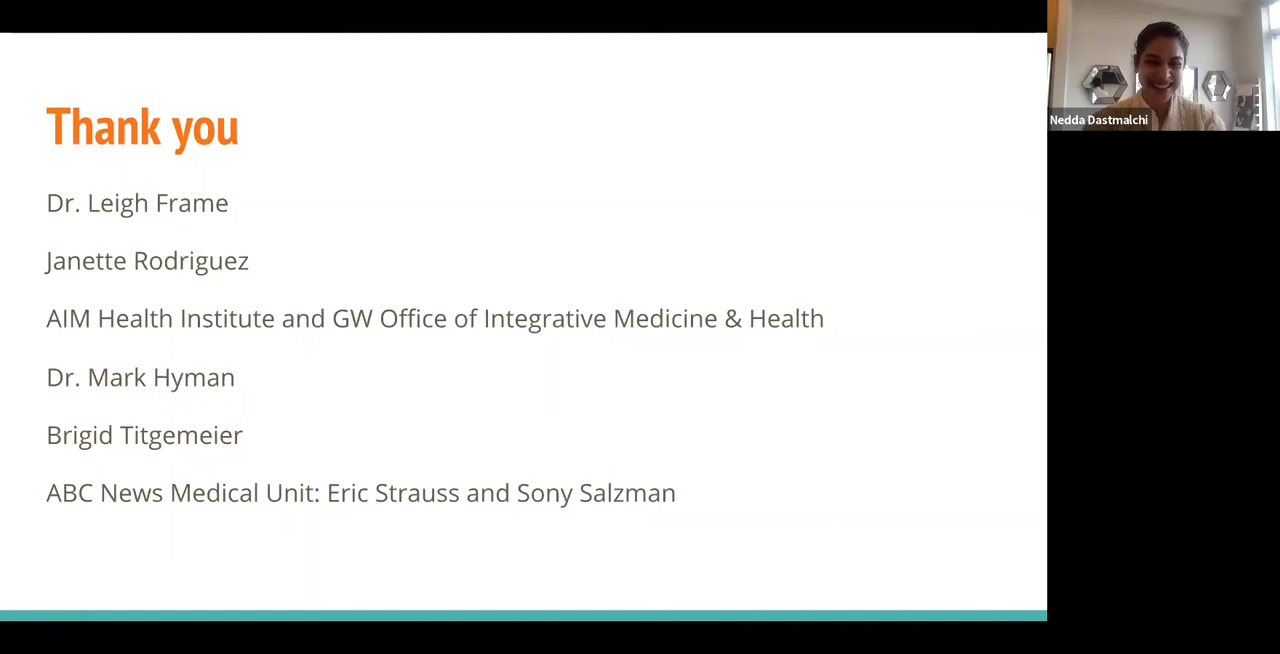 Thank you
Dr. Leigh Frame
Janette Rodriguez
AIM Health Institute and GW Office of Integrative Medicine & Health
Dr. Mark Hyman
Brigid Titgemeier
ABC News Medical Unit: Eric Strauss and Sony Salzman
Nedda Dastmalchi